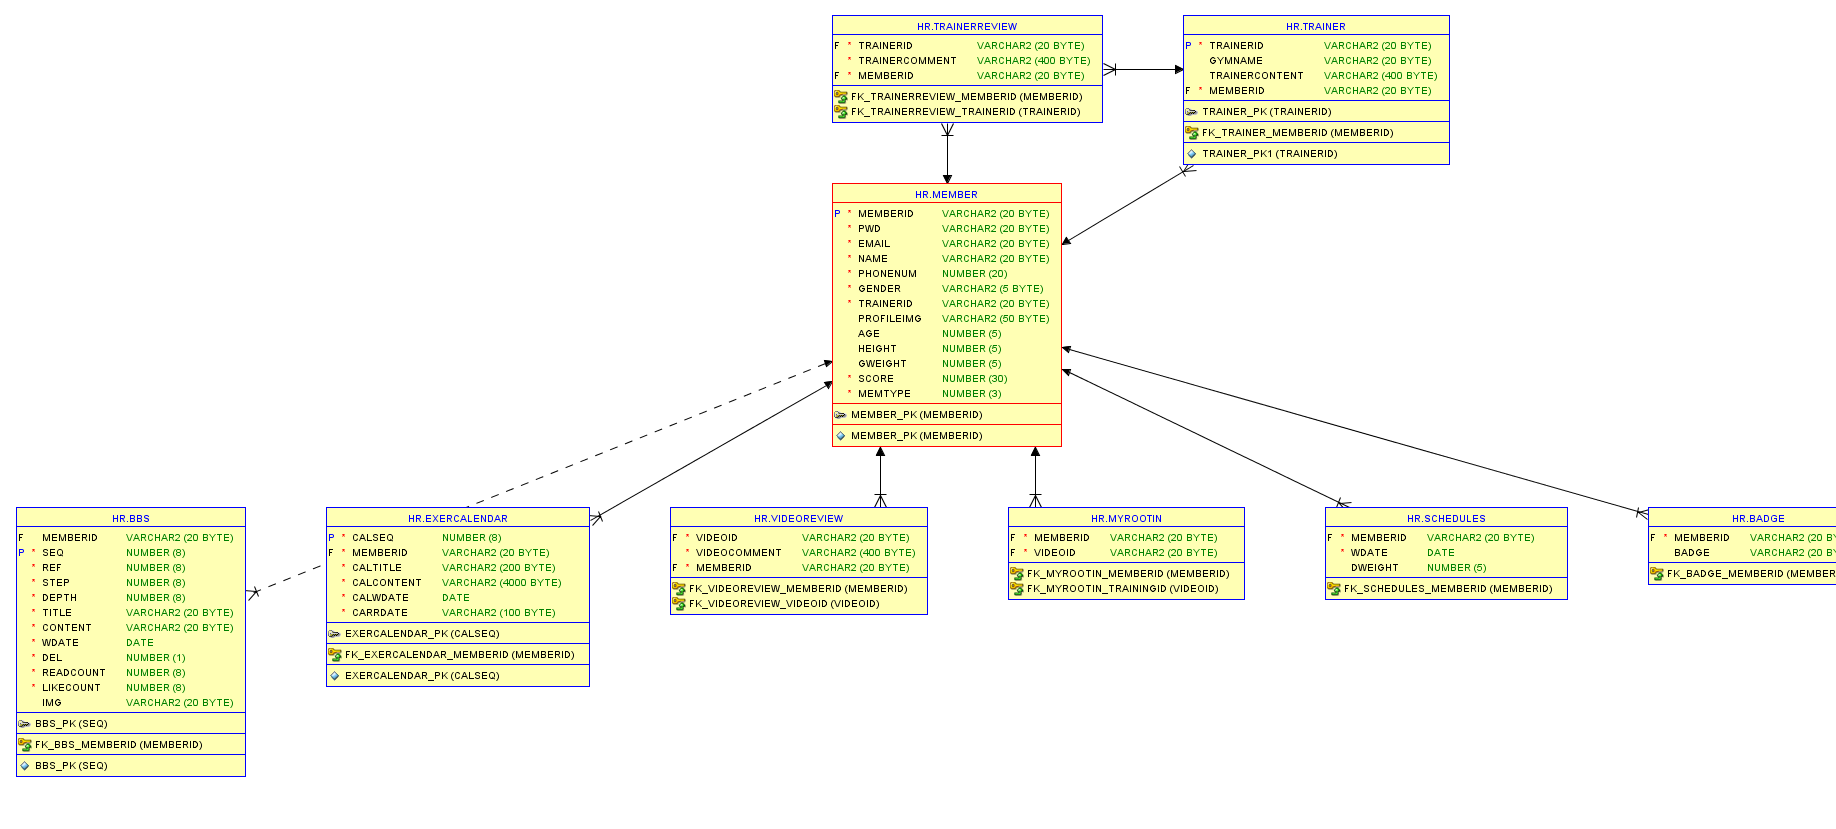 HR.TRAINERREVIEW
F * TRAINERID VARCHAR2 (20 BYTE)
* TRAINERCOMMENT VARCHAR2 (400 BYTE)
F * MEMBERID VARCHAR2 (20 BYTE)
FK_TRAINERREVIEW_MEMBERID (MEMBERID)
FK_TRAINERREVIEW_TRAINERID (TRAINERID)
HR.TRAINER
P * TRAINERID VARCHAR2 (20 BYTE)
GYMNAME VARCHAR2 (20 BYTE)
TRAINERCONTENT VARCHAR2 (400 BYTE)
F * MEMBERID VARCHAR2 (20 BYTE)
TRAINER_PK (TRAINERID)
FK_TRAINER_MEMBERID (MEMBERID)
TRAINER_PK1 (TRAINERID)
HR.MEMBER
P * MEMBERID VARCHAR2 (20 BYTE)
* PWD VARCHAR2 (20 BYTE)
* EMAIL VARCHAR2 (20 BYTE)
* NAME VARCHAR2 (20 BYTE)
* PHONENUM NUMBER (20)
* GENDER VARCHAR2 (5 BYTE)
* TRAINERID VARCHAR2 (20 BYTE)
PROFILEIMG VARCHAR2 (50 BYTE)
AGE NUMBER (5)
HEIGHT NUMBER (5)
GWEIGHT NUMBER (5)
* SCORE NUMBER (30)
* MEMTYPE NUMBER (3)
MEMBER_PK (MEMBERID)
MEMBER_PK (MEMBERID)
HR.BBS
F MEMBERID VARCHAR2 (20 BYTE)
P * SEQ NUMBER (8)
* REF NUMBER (8)
* STEP NUMBER (8)
* DEPTH NUMBER (8)
* TITLE VARCHAR2 (20 BYTE)
* CONTENT VARCHAR2 (20 BYTE)
* WDATE DATE
* DEL NUMBER (1)
* READCOUNT NUMBER (8)
* LIKECOUNT NUMBER (8)
IMG VARCHAR2 (20 BYTE)
BBS_PK (SEQ)
FK_BBS_MEMBERID (MEMBERID)
BBS_PK (SEQ)
HR.EXERCALENDAR
P * CALSEQ NUMBER (8)
F * MEMBERID VARCHAR2 (20 BYTE)
* CALTITLE VARCHAR2 (200 BYTE)
* CALCONTENT VARCHAR2 (4000 BYTE)
* CALWDATE DATE
* CARRDATE VARCHAR2 (100 BYTE)
EXERCALENDAR_PK (CALSEQ)
FK_EXERCALENDAR_MEMBERID (MEMBERID)
EXERCALENDAR_PK (CALSEQ)
HR.VIDEOREVIEW
F * VIDEOID VARCHAR2 (20 BYTE)
* VIDEOCOMMENT VARCHAR2 (400 BYTE)
F * MEMBERID VARCHAR2 (20 BYTE)
FK_VIDEOREVIEW_MEMBERID (MEMBERID)
FK_VIDEOREVIEW_VIDEOID (VIDEOID)
HR.MYROOTIN
F * MEMBERID VARCHAR2 (20 BYTE)
F * VIDEOID VARCHAR2 (20 BYTE)
FK_MYROOTIN_MEMBERID (MEMBERID)
FK_MYROOTIN_TRAININGID (VIDEOID)
HR.SCHEDULES
F * MEMBERID VARCHAR2 (20 BYTE)
* WDATE DATE
DWEIGHT NUMBER (5)
FK_SCHEDULES_MEMBERID (MEMBERID)
HR.BADGE
F * MEMBERID VARCHAR2 (20 BY
BADGE VARCHAR2 (20 BY
FK_BADGE_MEMBERID (MEMBER